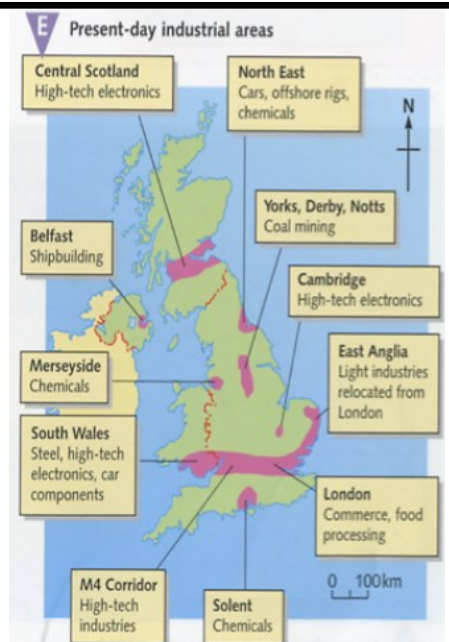 E Present-day industrial areas
Central Scotland
High-tech electronics
North East
Cars, offshore rigs,
chemicals
N
Yorks, Derby, Notts
Coal mining
Belfast
Shipbuilding
Cambridge
High-tech electronics
East Anglia
Light industries
relocated from
London
Merseyside
Chemicals
South Wales
Steel, high-tech
electronics, car
components
London
Commerce, food
processing
M4 Corridor
High-tech
industries
Solent
Chemicals
0 100km